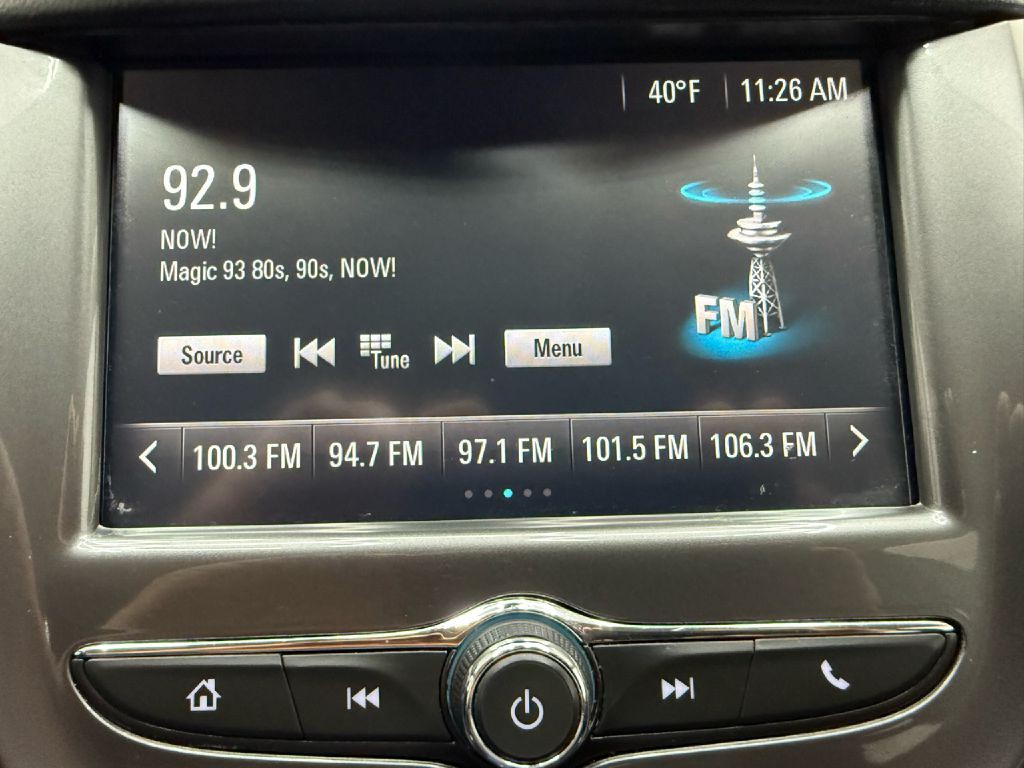 40°F 11:26 AM
92.9
NOW!
Magic 93 80s, 90s, NOW!
FM
Source Tune Menu
100.3 FM 94.7 FM 97.1 FM 101.5 FM 106.3 FM